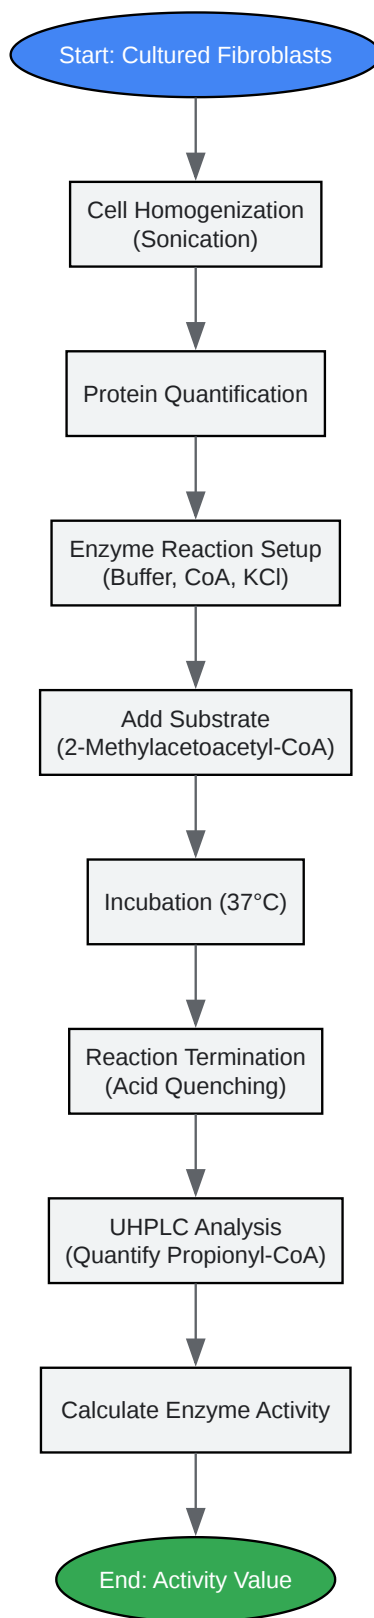 Start: Cultured Fibroblasts
Cell Homogenization
(Sonication)
Protein Quantification
Enzyme Reaction Setup
(Buffer, CoA, KCl)
Add Substrate
(2-Methylacetoacetyl-CoA)
Incubation (37°C)
Reaction Termination
(Acid Quenching)
UHPLC Analysis
(Quantify Propionyl-CoA)
Calculate Enzyme Activity
End: Activity Value